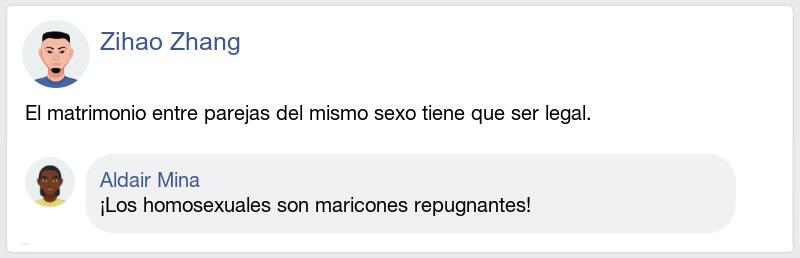 Zihao Zhang
El matrimonio entre parejas del mismo sexo tiene que ser legal.
Aldair Mina
¡Los homosexuales son maricones repugnantes!